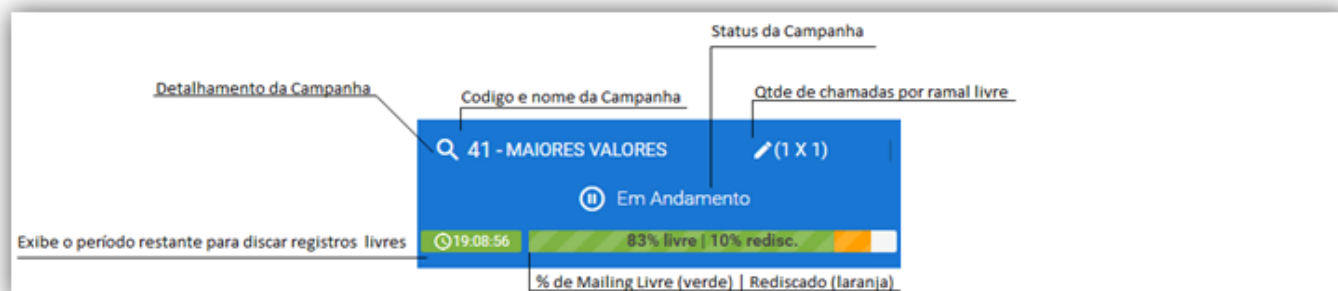 Status da Campanha
Detalhamento da Campanha
Codigo e nome da Campanha
Qtde de chamadas por ramal livre
41 - MAIORES VALORES
(1 X 1)
Em Andamento
Exibe o período restante para discar registros livres
19:08:56
83% livre | 10% redisc.
% de Mailing Livre (verde) | Rediscado (laranja)